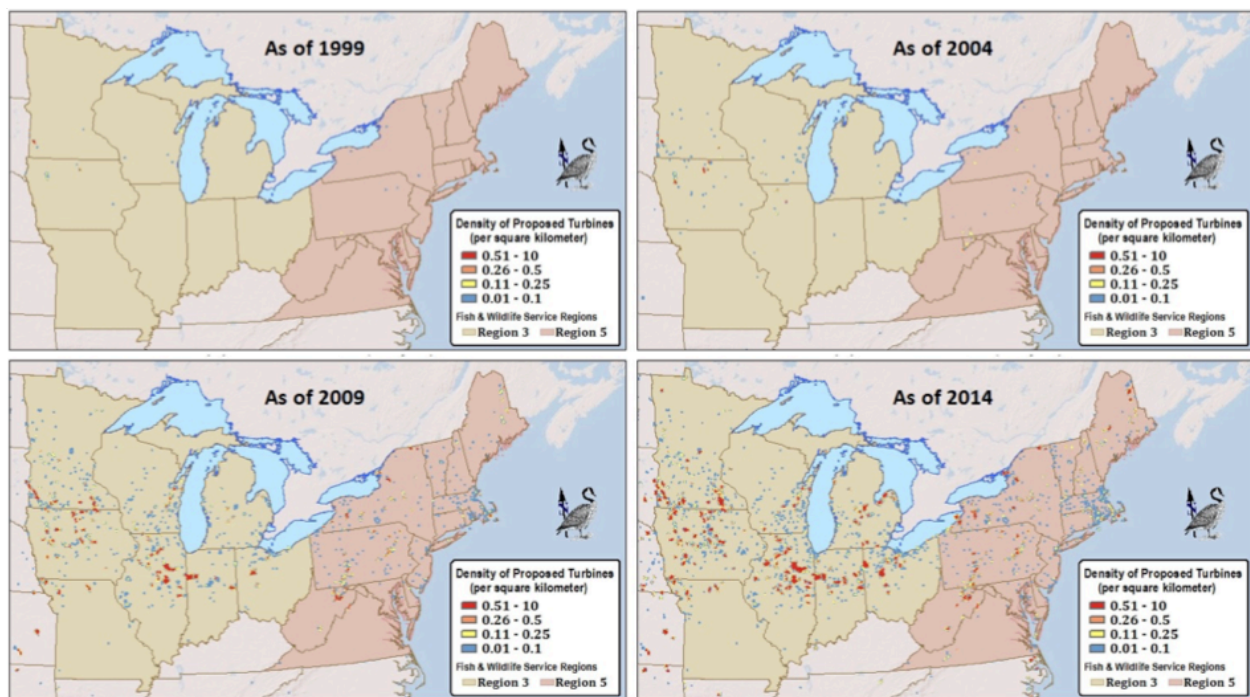 As of 1999
Density of Proposed Turbines
(per square kilometer)
0.51 - 10
0.26 - 0.5
0.11 - 0.25
0.01 - 0.1
Fish & Wildlife Service Regions
Region 3 Region 5
As of 2004
Density of Proposed Turbines
(per square kilometer)
0.51 - 10
0.26 - 0.5
0.11 - 0.25
0.01 - 0.1
Fish & Wildlife Service Regions
Region 3 Region 5
As of 2009
Density of Proposed Turbines
(per square kilometer)
0.51 - 10
0.26 - 0.5
0.11 - 0.25
0.01 - 0.1
Fish & Wildlife Service Regions
Region 3 Region 5
As of 2014
Density of Proposed Turbines
(per square kilometer)
0.51 - 10
0.26 - 0.5
0.11 - 0.25
0.01 - 0.1
Fish & Wildlife Service Regions
Region 3 Region 5